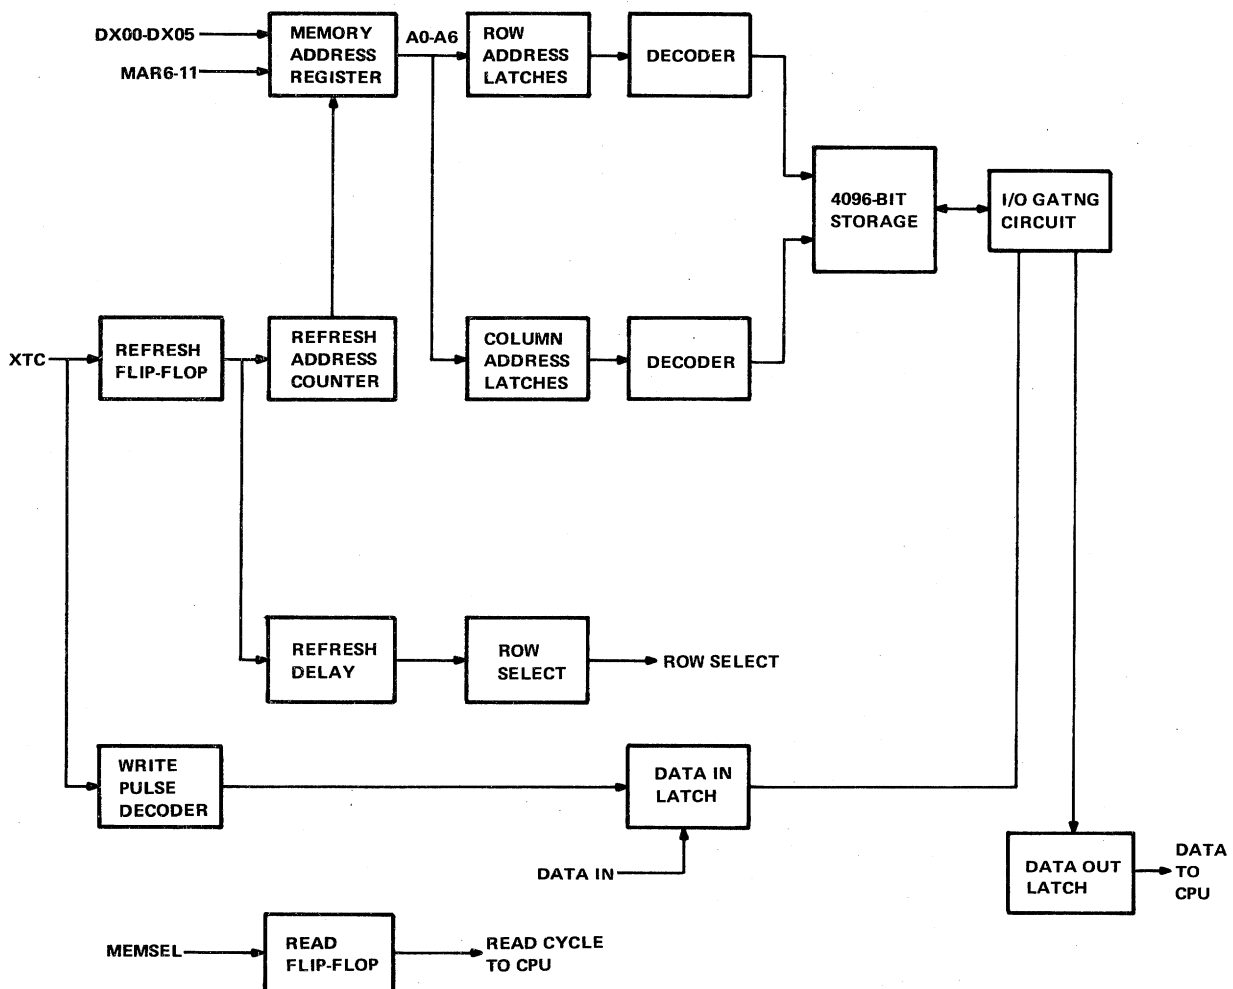 DX00-DX05
MAR6-11
MEMORY
ADDRESS
REGISTER
A0-A6
ROW
ADDRESS
LATCHES
DECODER
4096-BIT
STORAGE
I/O GATNG
CIRCUIT
XTC
REFRESH
FLIP-FLOP
REFRESH
ADDRESS
COUNTER
COLUMN
ADDRESS
LATCHES
DECODER
REFRESH
DELAY
ROW
SELECT
ROW SELECT
WRITE
PULSE
DECODER
DATA IN
LATCH
DATA IN
DATA OUT
LATCH
DATA
TO
CPU
MEMSEL
READ
FLIP-FLOP
READ CYCLE
TO CPU